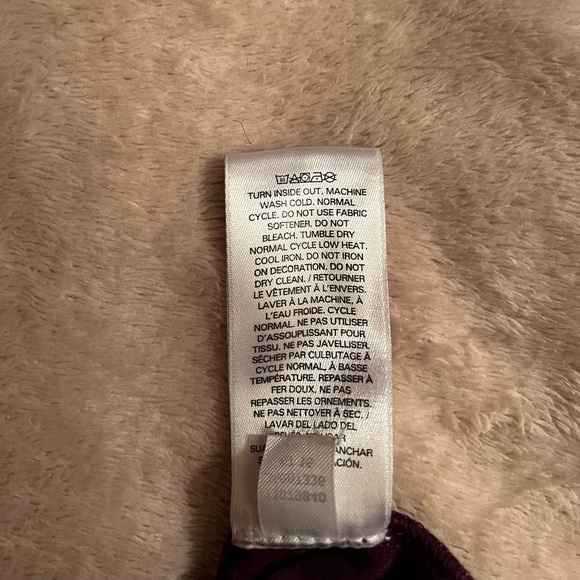 TURN INSIDE OUT. MACHINE
WASH COLD. NORMAL
CYCLE. DO NOT USE FABRIC
SOFTENER. DO NOT
BLEACH. TUMBLE DRY
NORMAL CYCLE LOW HEAT.
COOL IRON. DO NOT IRON
ON DECORATION. DO NOT
DRY CLEAN. / RETOURNER
LE VÊTEMENT À L'ENVERS.
LAVER À LA MACHINE, À
L'EAU FROIDE. CYCLE
NORMAL. NE PAS UTILISER
D'ASSOUPLISSANT POUR
TISSU. NE PAS JAVELLISER.
SÉCHER PAR CULBUTAGE À
CYCLE NORMAL, À BASSE
TEMPÉRATURE. REPASSER À
FER DOUX. NE PAS
REPASSER LES ORNEMENTS.
NE PAS NETTOYER À SEC. /
LAVAR DEL LADO DEL